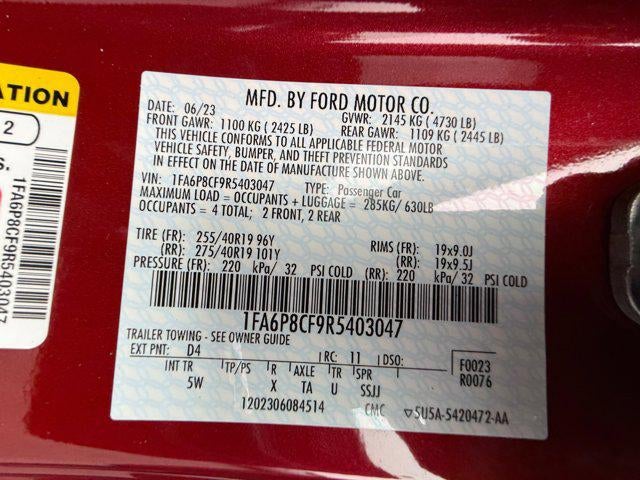 ATION
2
S.
1FA6P8CF9R5403047
MFD. BY FORD MOTOR CO.
DATE: 06/23 GVWR: 2145 KG (4730 LB)
FRONT GAWR: 1100 KG (2425 LB) REAR GAWR: 1109 KG (2445 LB)
THIS VEHICLE CONFORMS TO ALL APPLICABLE FEDERAL MOTOR
VEHICLE SAFETY, BUMPER, AND THEFT PREVENTION STANDARDS
IN EFFECT ON THE DATE OF MANUFACTURE SHOWN ABOVE.
VIN: 1FA6P8CF9R5403047 TYPE: Passenger Car
MAXIMUM LOAD = OCCUPANTS + LUGGAGE = 285KG/ 630LB
OCCUPANTS = 4 TOTAL; 2 FRONT, 2 REAR
TIRE (FR): 255/40R19 96Y RIMS (FR): 19x9.0J
(RR): 275/40R19 101Y (RR): 19x9.5J
PRESSURE (FR): 220 kPa/ 32 PSI COLD (RR): 220 kPa/ 32 PSI COLD
1FA6P8CF9R5403047
TRAILER TOWING - SEE OWNER GUIDE
EXT PNT: D4 RC: 11 DSO: F0023
INT TR TP/PS R AXLE TR SPR R0076
5W X TA U SSJJ
1202306084514 CMC ▽5U5A-5420472-AA